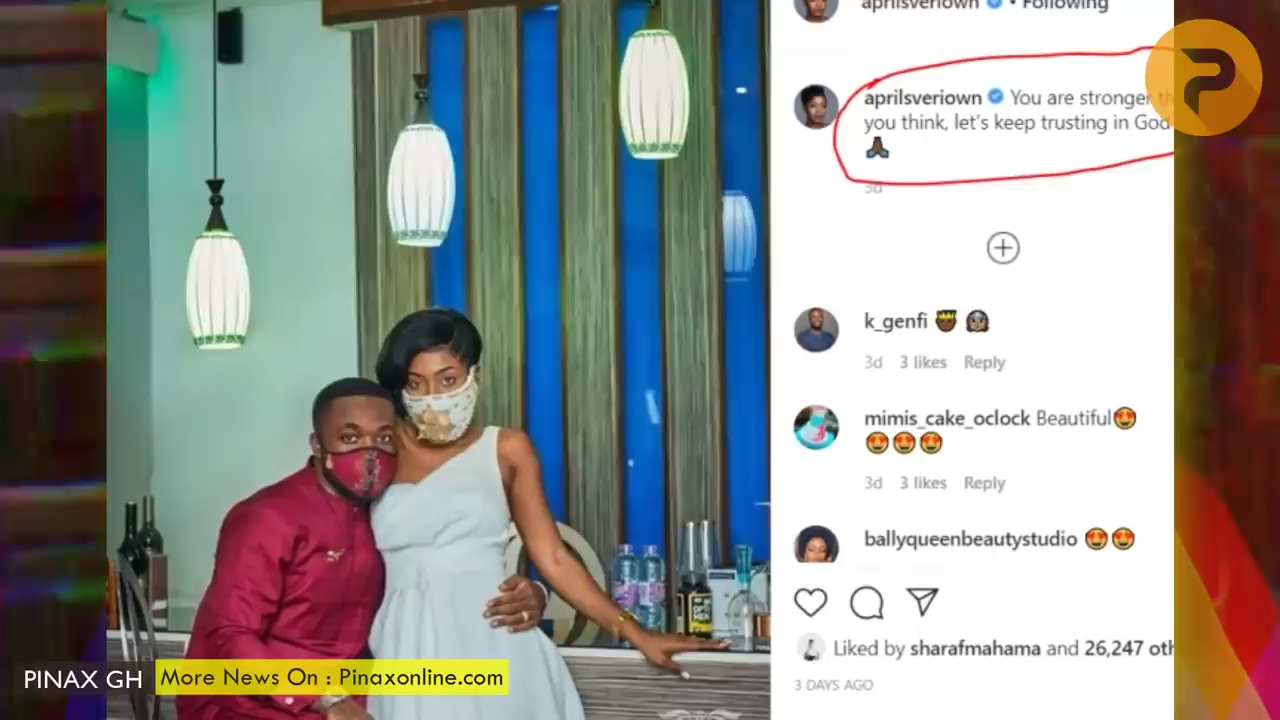 aprilsveriown • Following
aprilsveriown You are stronger
you think, let's keep trusting in God
3d
k_genfi
3d 3 likes Reply
mimis_cake_oclock Beautiful
3d 3 likes Reply
ballyqueenbeautystudio
Liked by sharafmahama and 26,247
3 DAYS AGO
PINAX GH
More News On : Pinaxonline.com